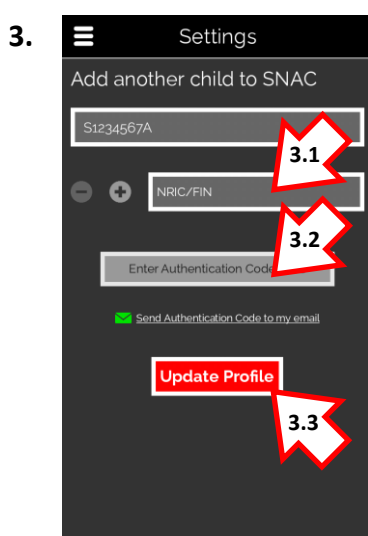 3.
Settings
Add another child to SNAC
S1234567A
3.1
NRIC/FIN
3.2
Enter Authentication Code
Send Authentication Code to my email
Update Profile
3.3